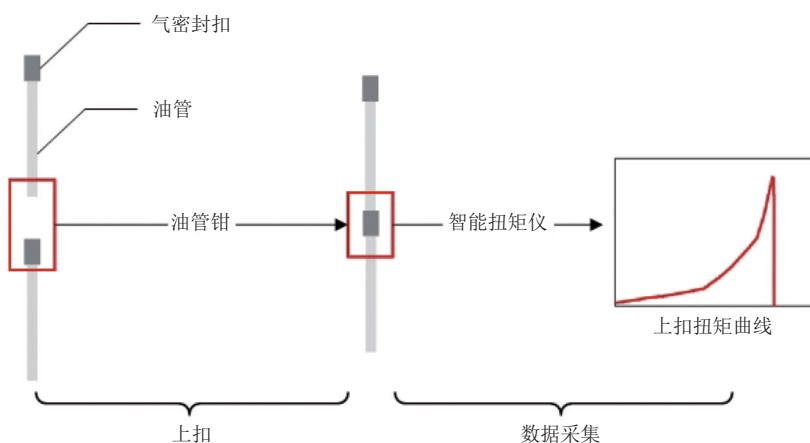 气密封扣
油管
油管钳
智能扭矩仪
上扣扭矩曲线
上扣
数据采集